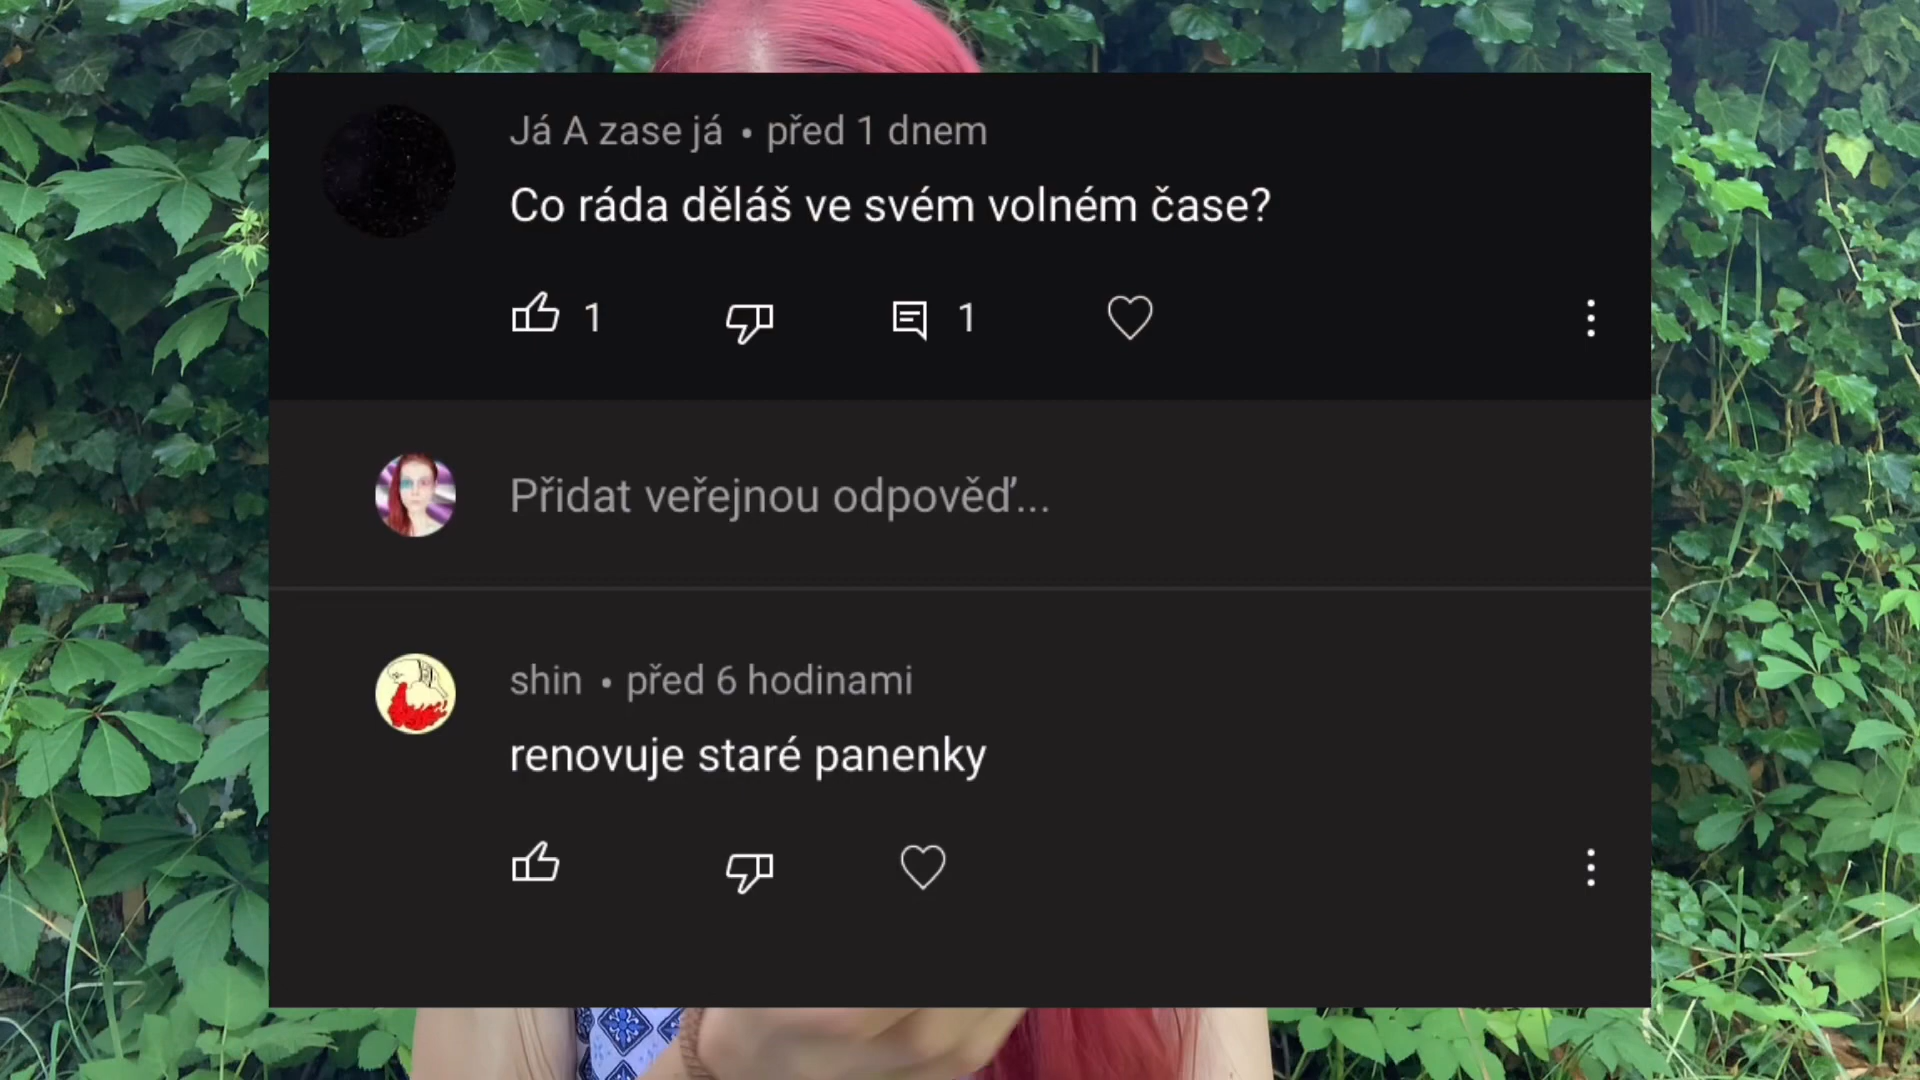 Já A zase já • před 1 dnem
Co ráda děláš ve svém volném čase?
1
1
Přidat veřejnou odpověď...
shin • před 6 hodinami
renovuje staré panenky